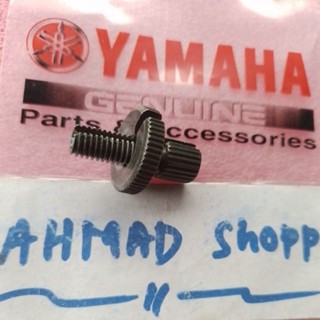 YAMAHA
GENUINE
Parts & Accessories
AHMAD shopp